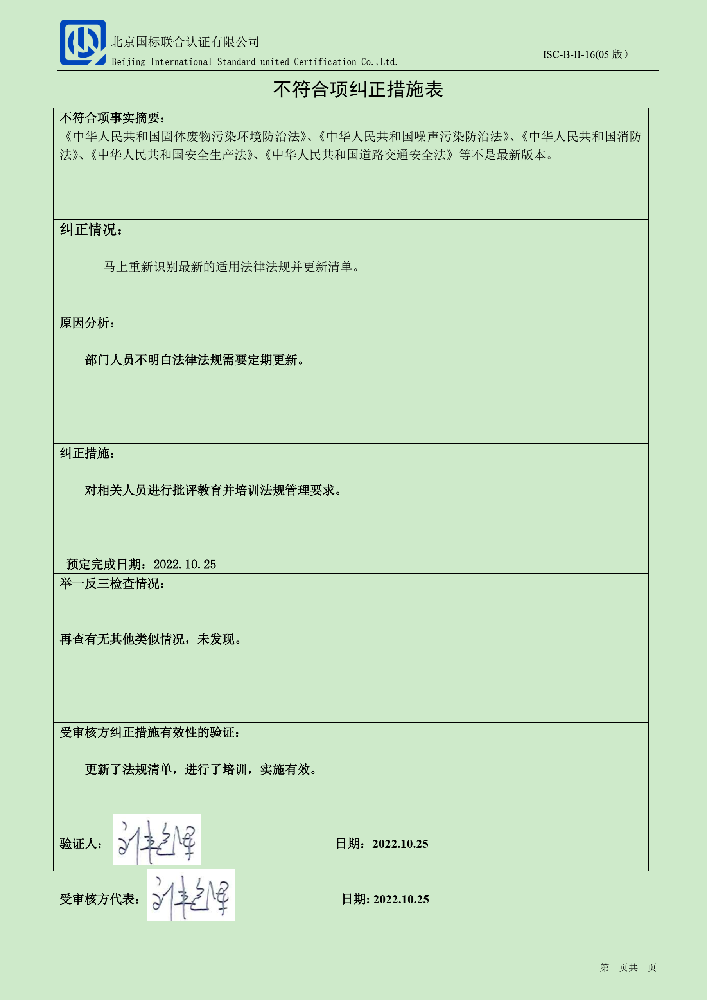 北京国标联合认证有限公司
Beijing International Standard united Certification Co.,Ltd.
ISC-B-II-16(05 版）
不符合项纠正措施表
不符合项事实摘要：
《中华人民共和国固体废物污染环境防治法》、《中华人民共和国噪声污染防治法》、《中华人民共和国消防
法》、《中华人民共和国安全生产法》、《中华人民共和国道路交通安全法》等不是最新版本。
纠正情况：
马上重新识别最新的适用法律法规并更新清单。
原因分析：
部门人员不明白法律法规需要定期更新。
纠正措施：
对相关人员进行批评教育并培训法规管理要求。
预定完成日期：2022.10.25
举一反三检查情况：
再查有无其他类似情况，未发现。
受审核方纠正措施有效性的验证：
更新了法规清单，进行了培训，实施有效。
验证人： 日期：2022.10.25
受审核方代表： 日期: 2022.10.25
第 页共 页